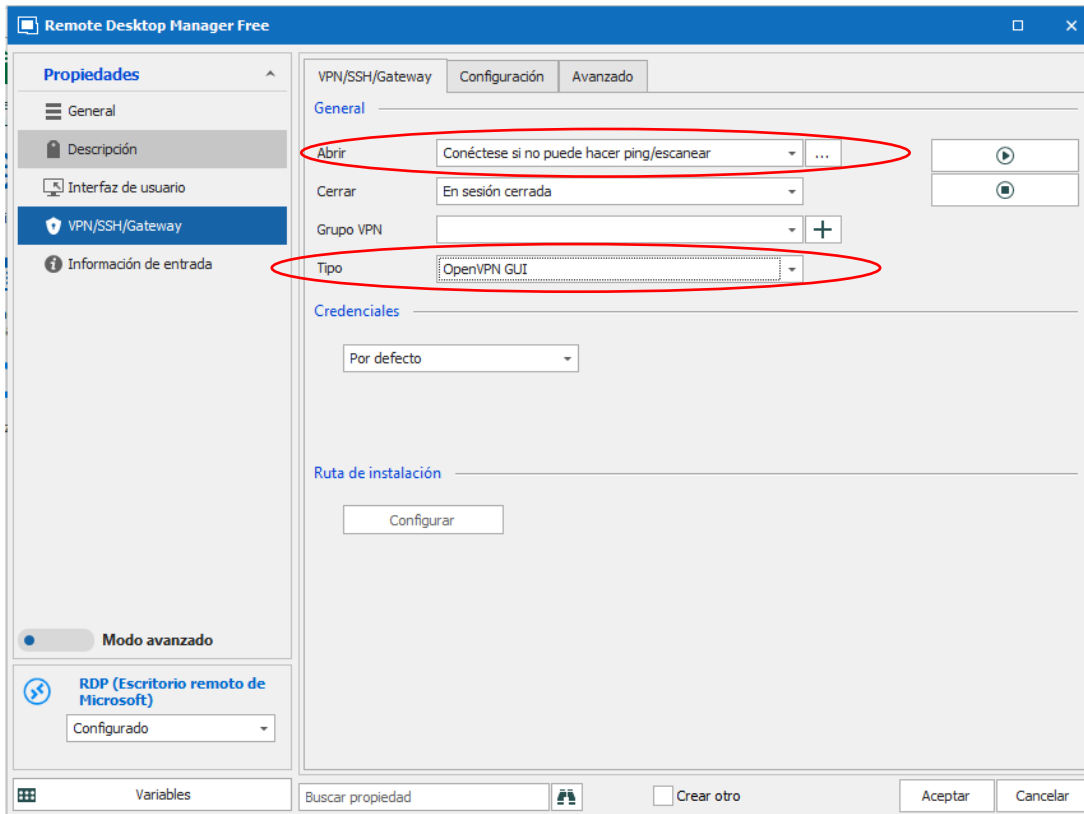 Remote Desktop Manager Free
Propiedades
General
Descripción
Interfaz de usuario
VPN/SSH/Gateway
Información de entrada
Modo avanzado
RDP (Escritorio remoto de
Microsoft)
Configurado
Variables
VPN/SSH/Gateway Configuración Avanzado
General
Abrir Conéctese si no puede hacer ping/escanear ...
Cerrar En sesión cerrada
Grupo VPN
Tipo OpenVPN GUI
Credenciales
Por defecto
Ruta de instalación
Configurar
Buscar propiedad Crear otro Aceptar Cancelar